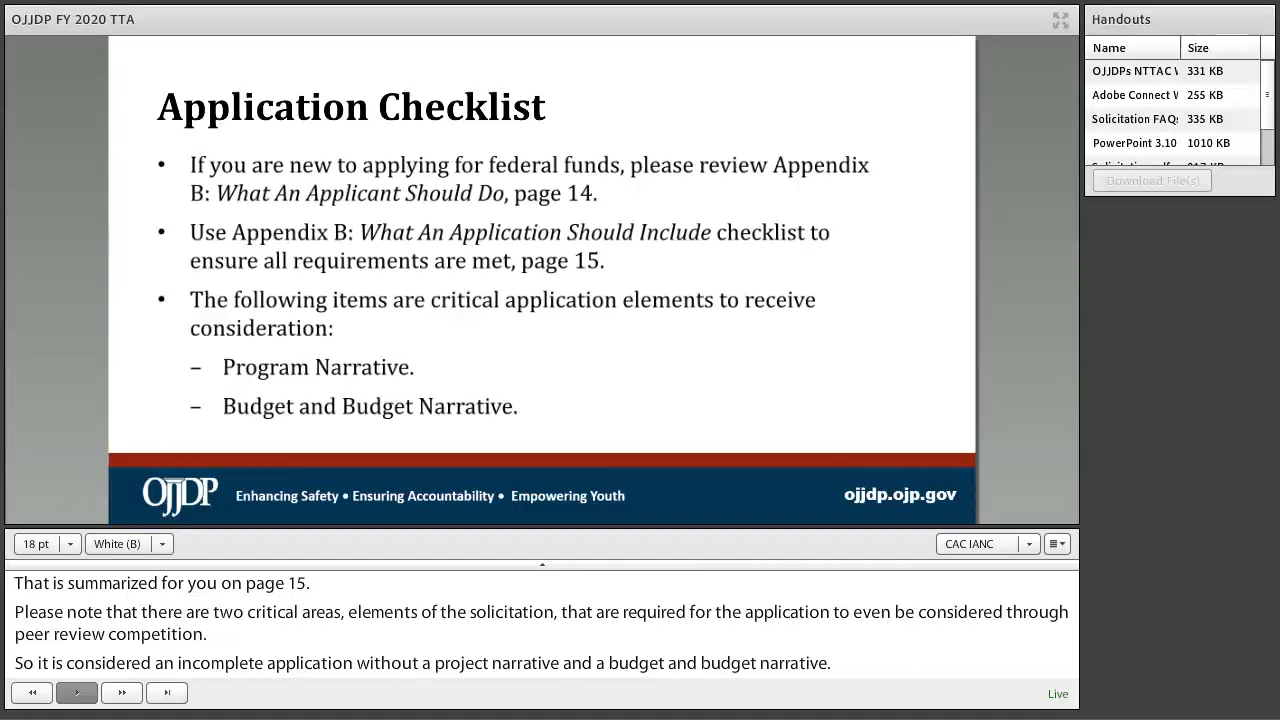 OJJDP FY 2020 TTA
Application Checklist
• If you are new to applying for federal funds, please review Appendix
B: What An Applicant Should Do, page 14.
• Use Appendix B: What An Application Should Include checklist to
ensure all requirements are met, page 15.
• The following items are critical application elements to receive
consideration:
– Program Narrative.
– Budget and Budget Narrative.
OJJDP Enhancing Safety • Ensuring Accountability • Empowering Youth ojjdp.ojp.gov
18 pt White (B) CAC IANC
That is summarized for you on page 15.
Please note that there are two critical areas, elements of the solicitation, that are required for the application to even be considered through
peer review competition.
So it is considered an incomplete application without a project narrative and a budget and budget narrative.
Live
Handouts
Name Size
OJJDPs NTTAC 331 KB
Adobe Connect 255 KB
Solicitation FAQs 335 KB
PowerPoint 3.10 1010 KB
Download File(s)